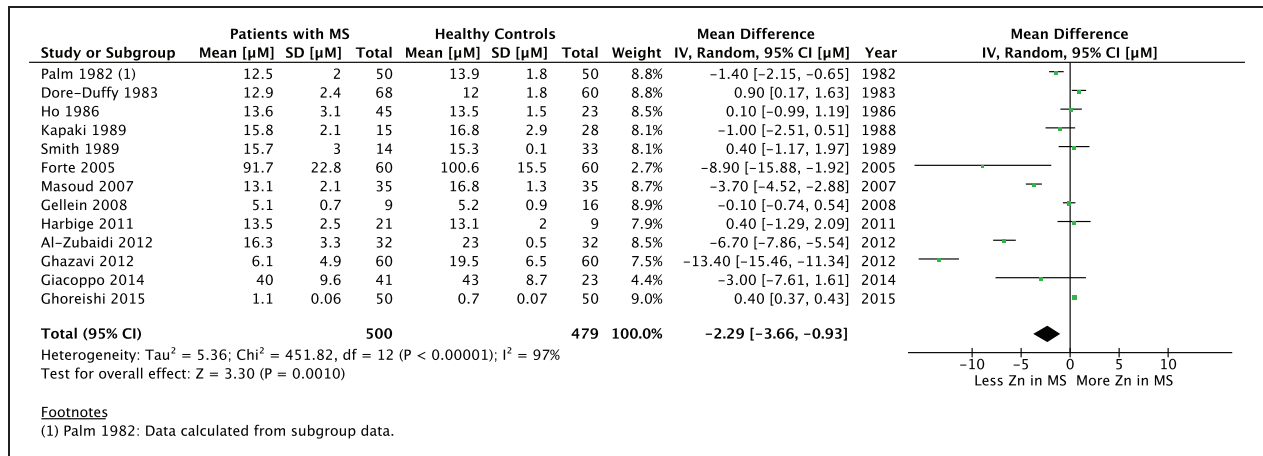 Patients with MS Healthy Controls Mean Difference Mean Difference
Study or Subgroup Mean [µM] SD [µM] Total Mean [µM] SD [µM] Total Weight IV, Random, 95% CI [µM] Year IV, Random, 95% CI [µM]
Palm 1982 (1) 12.5 2 50 13.9 1.8 50 8.8% −1.40 [−2.15, −0.65] 1982
Dore-Duffy 1983 12.9 2.4 68 12 1.8 60 8.8% 0.90 [0.17, 1.63] 1983
Ho 1986 13.6 3.1 45 13.5 1.5 23 8.6% 0.10 [−0.99, 1.19] 1986
Kapaki 1989 15.8 2.1 15 16.8 2.9 28 8.1% −1.00 [−2.51, 0.51] 1988
Smith 1989 15.7 3 14 15.3 0.1 33 8.1% 0.40 [−1.17, 1.97] 1989
Forte 2005 91.7 22.8 60 100.6 15.5 60 2.7% −8.90 [−15.88, −1.92] 2005
Masoud 2007 13.1 2.1 35 16.8 1.3 35 8.7% −3.70 [−4.52, −2.88] 2007
Gellein 2008 5.1 0.7 9 5.2 0.9 16 8.9% −0.10 [−0.74, 0.54] 2008
Harbige 2011 13.5 2.5 21 13.1 2 9 7.9% 0.40 [−1.29, 2.09] 2011
Al-Zubaidi 2012 16.3 3.3 32 23 0.5 32 8.5% −6.70 [−7.86, −5.54] 2012
Ghazavi 2012 6.1 4.9 60 19.5 6.5 60 7.5% −13.40 [−15.46, −11.34] 2012
Giacoppo 2014 40 9.6 41 43 8.7 23 4.4% −3.00 [−7.61, 1.61] 2014
Ghoreishi 2015 1.1 0.06 50 0.7 0.07 50 9.0% 0.40 [0.37, 0.43] 2015
Total (95% CI) 500 479 100.0% −2.29 [−3.66, −0.93]
Heterogeneity: Tau² = 5.36; Chi² = 451.82, df = 12 (P < 0.00001); I² = 97%
Test for overall effect: Z = 3.30 (P = 0.0010)
−10 −5 0 5 10
Less Zn in MS More Zn in MS
Footnotes
(1) Palm 1982: Data calculated from subgroup data.